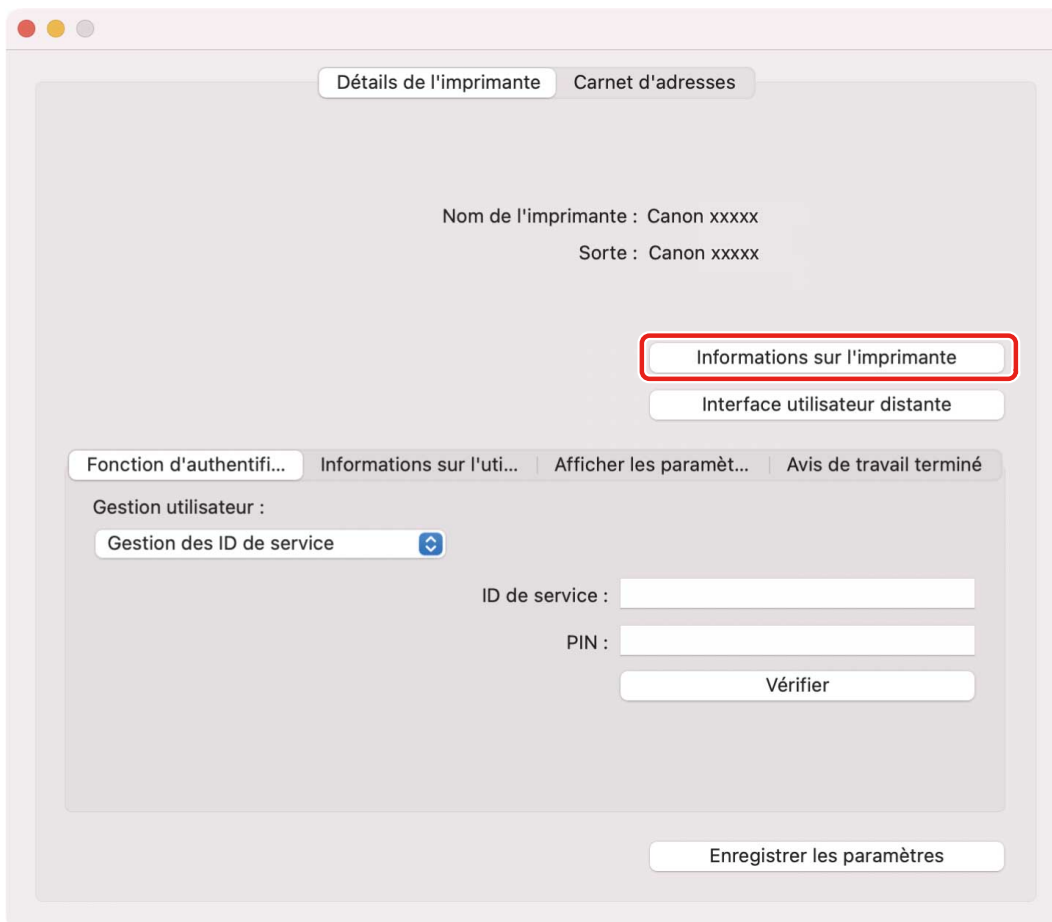 Détails de l'imprimante Carnet d'adresses
Nom de l'imprimante : Canon xxxxx
Sorte : Canon xxxxx
Informations sur l'imprimante
Interface utilisateur distante
Fonction d'authentifi... Informations sur l'uti... Afficher les paramèt... Avis de travail terminé
Gestion utilisateur :
Gestion des ID de service
ID de service :
PIN :
Vérifier
Enregistrer les paramètres